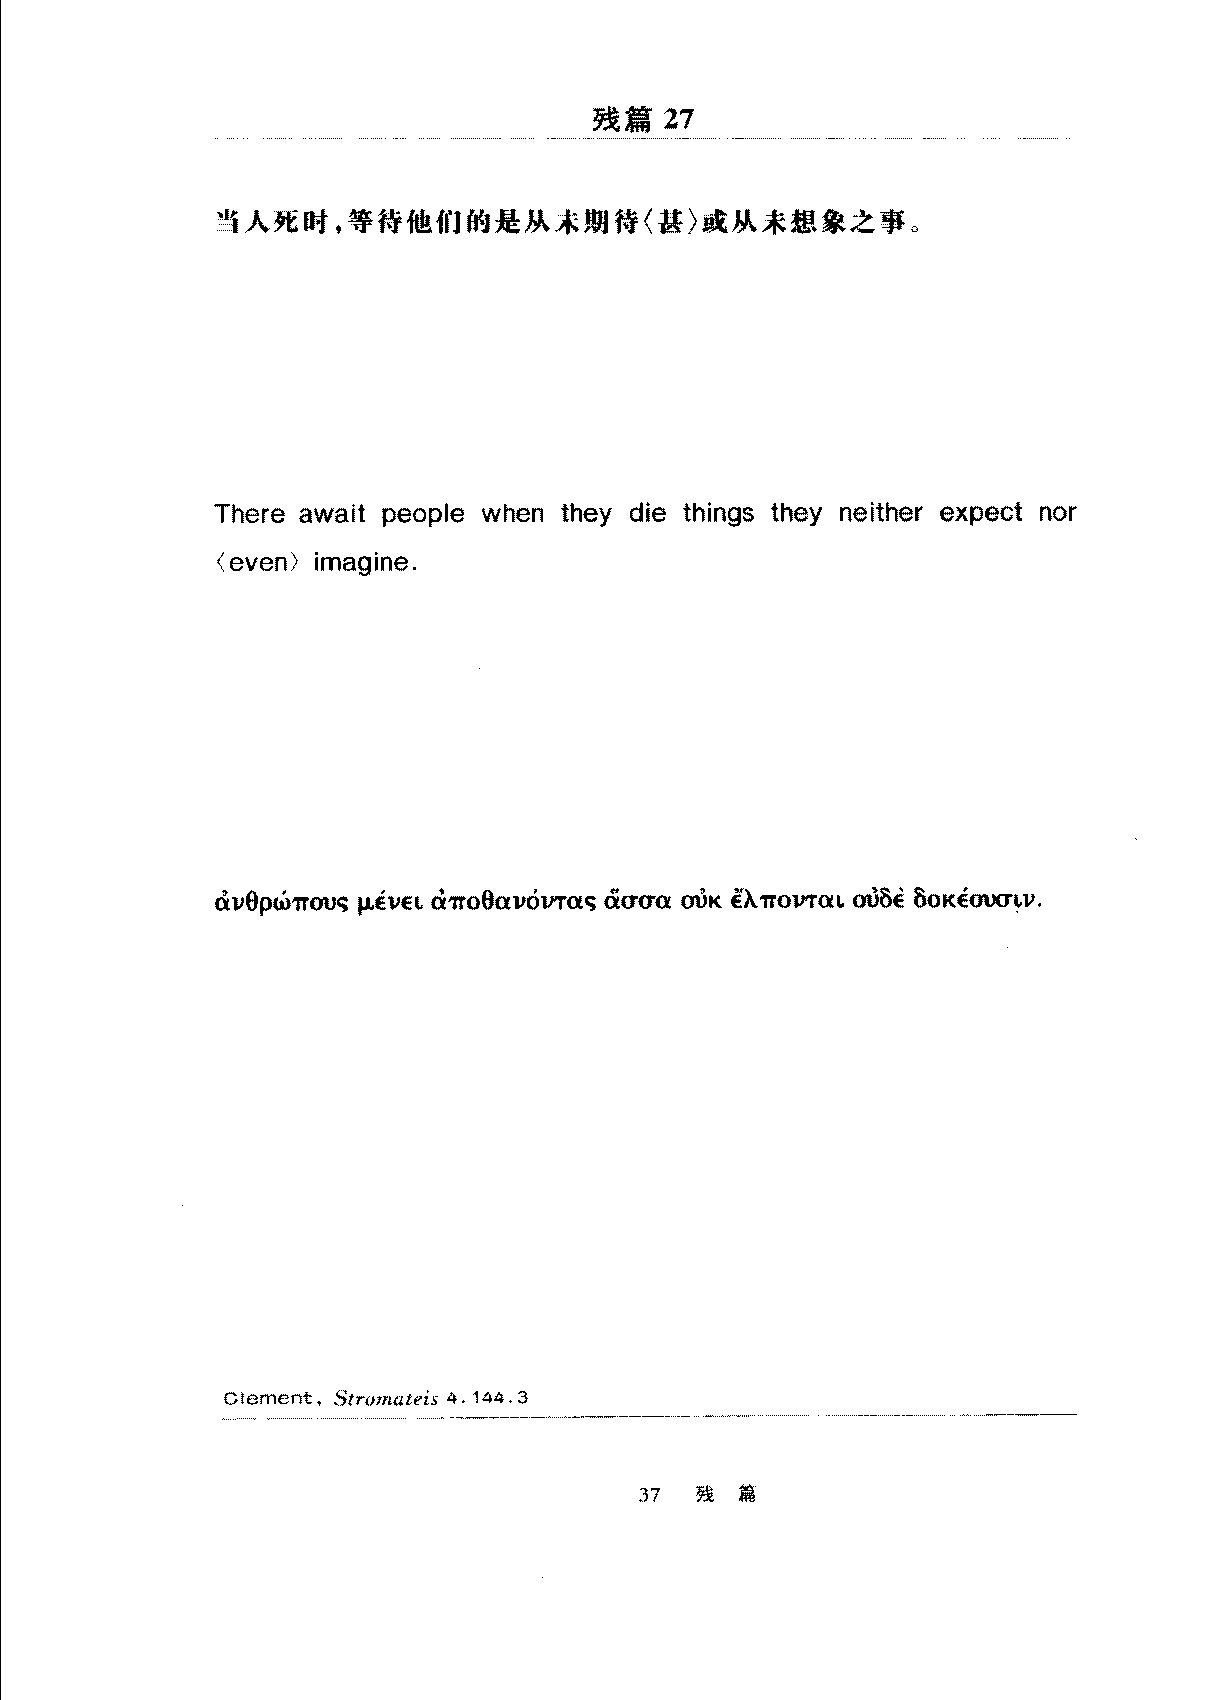 残篇 27
当人死时,等待他们的是从未期待〈甚〉或从未想象之事。
There await people when they die things they neither expect nor
〈even〉 imagine.
ἀνθρώπους μένει ἀποθανόντας ἅσσα οὐκ ἔλπονται οὐδὲ δοκέουσιν.
Clement, Stromateis 4.144.3
37 残 篇